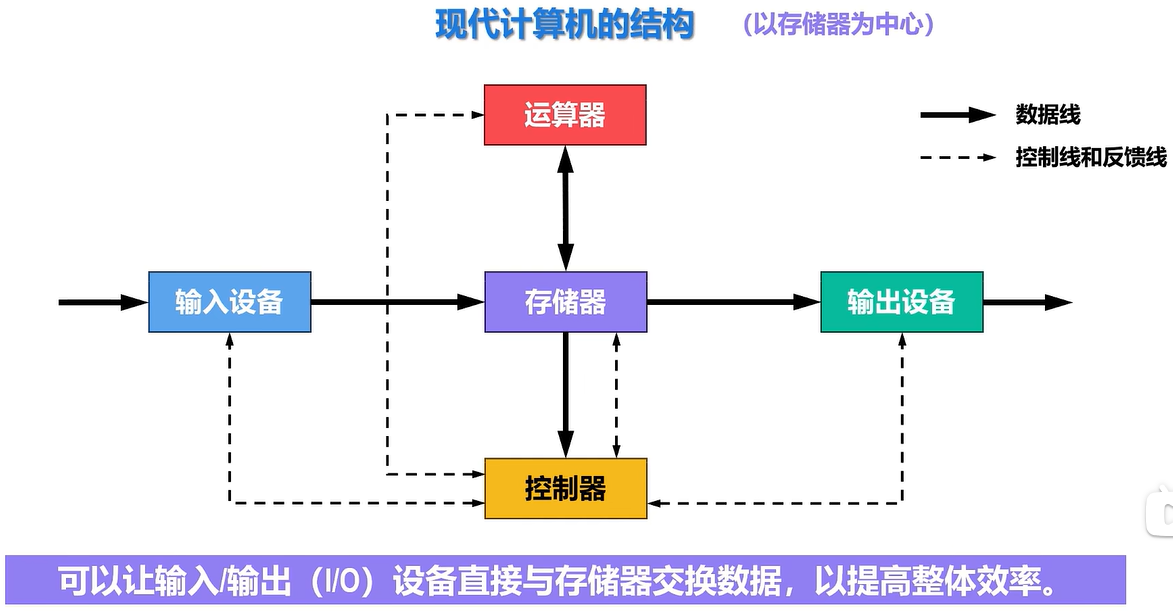 现代计算机的结构 （以存储器为中心）
运算器
数据线
控制线和反馈线
输入设备
存储器
输出设备
控制器
可以让输入/输出（I/O）设备直接与存储器交换数据，以提高整体效率。